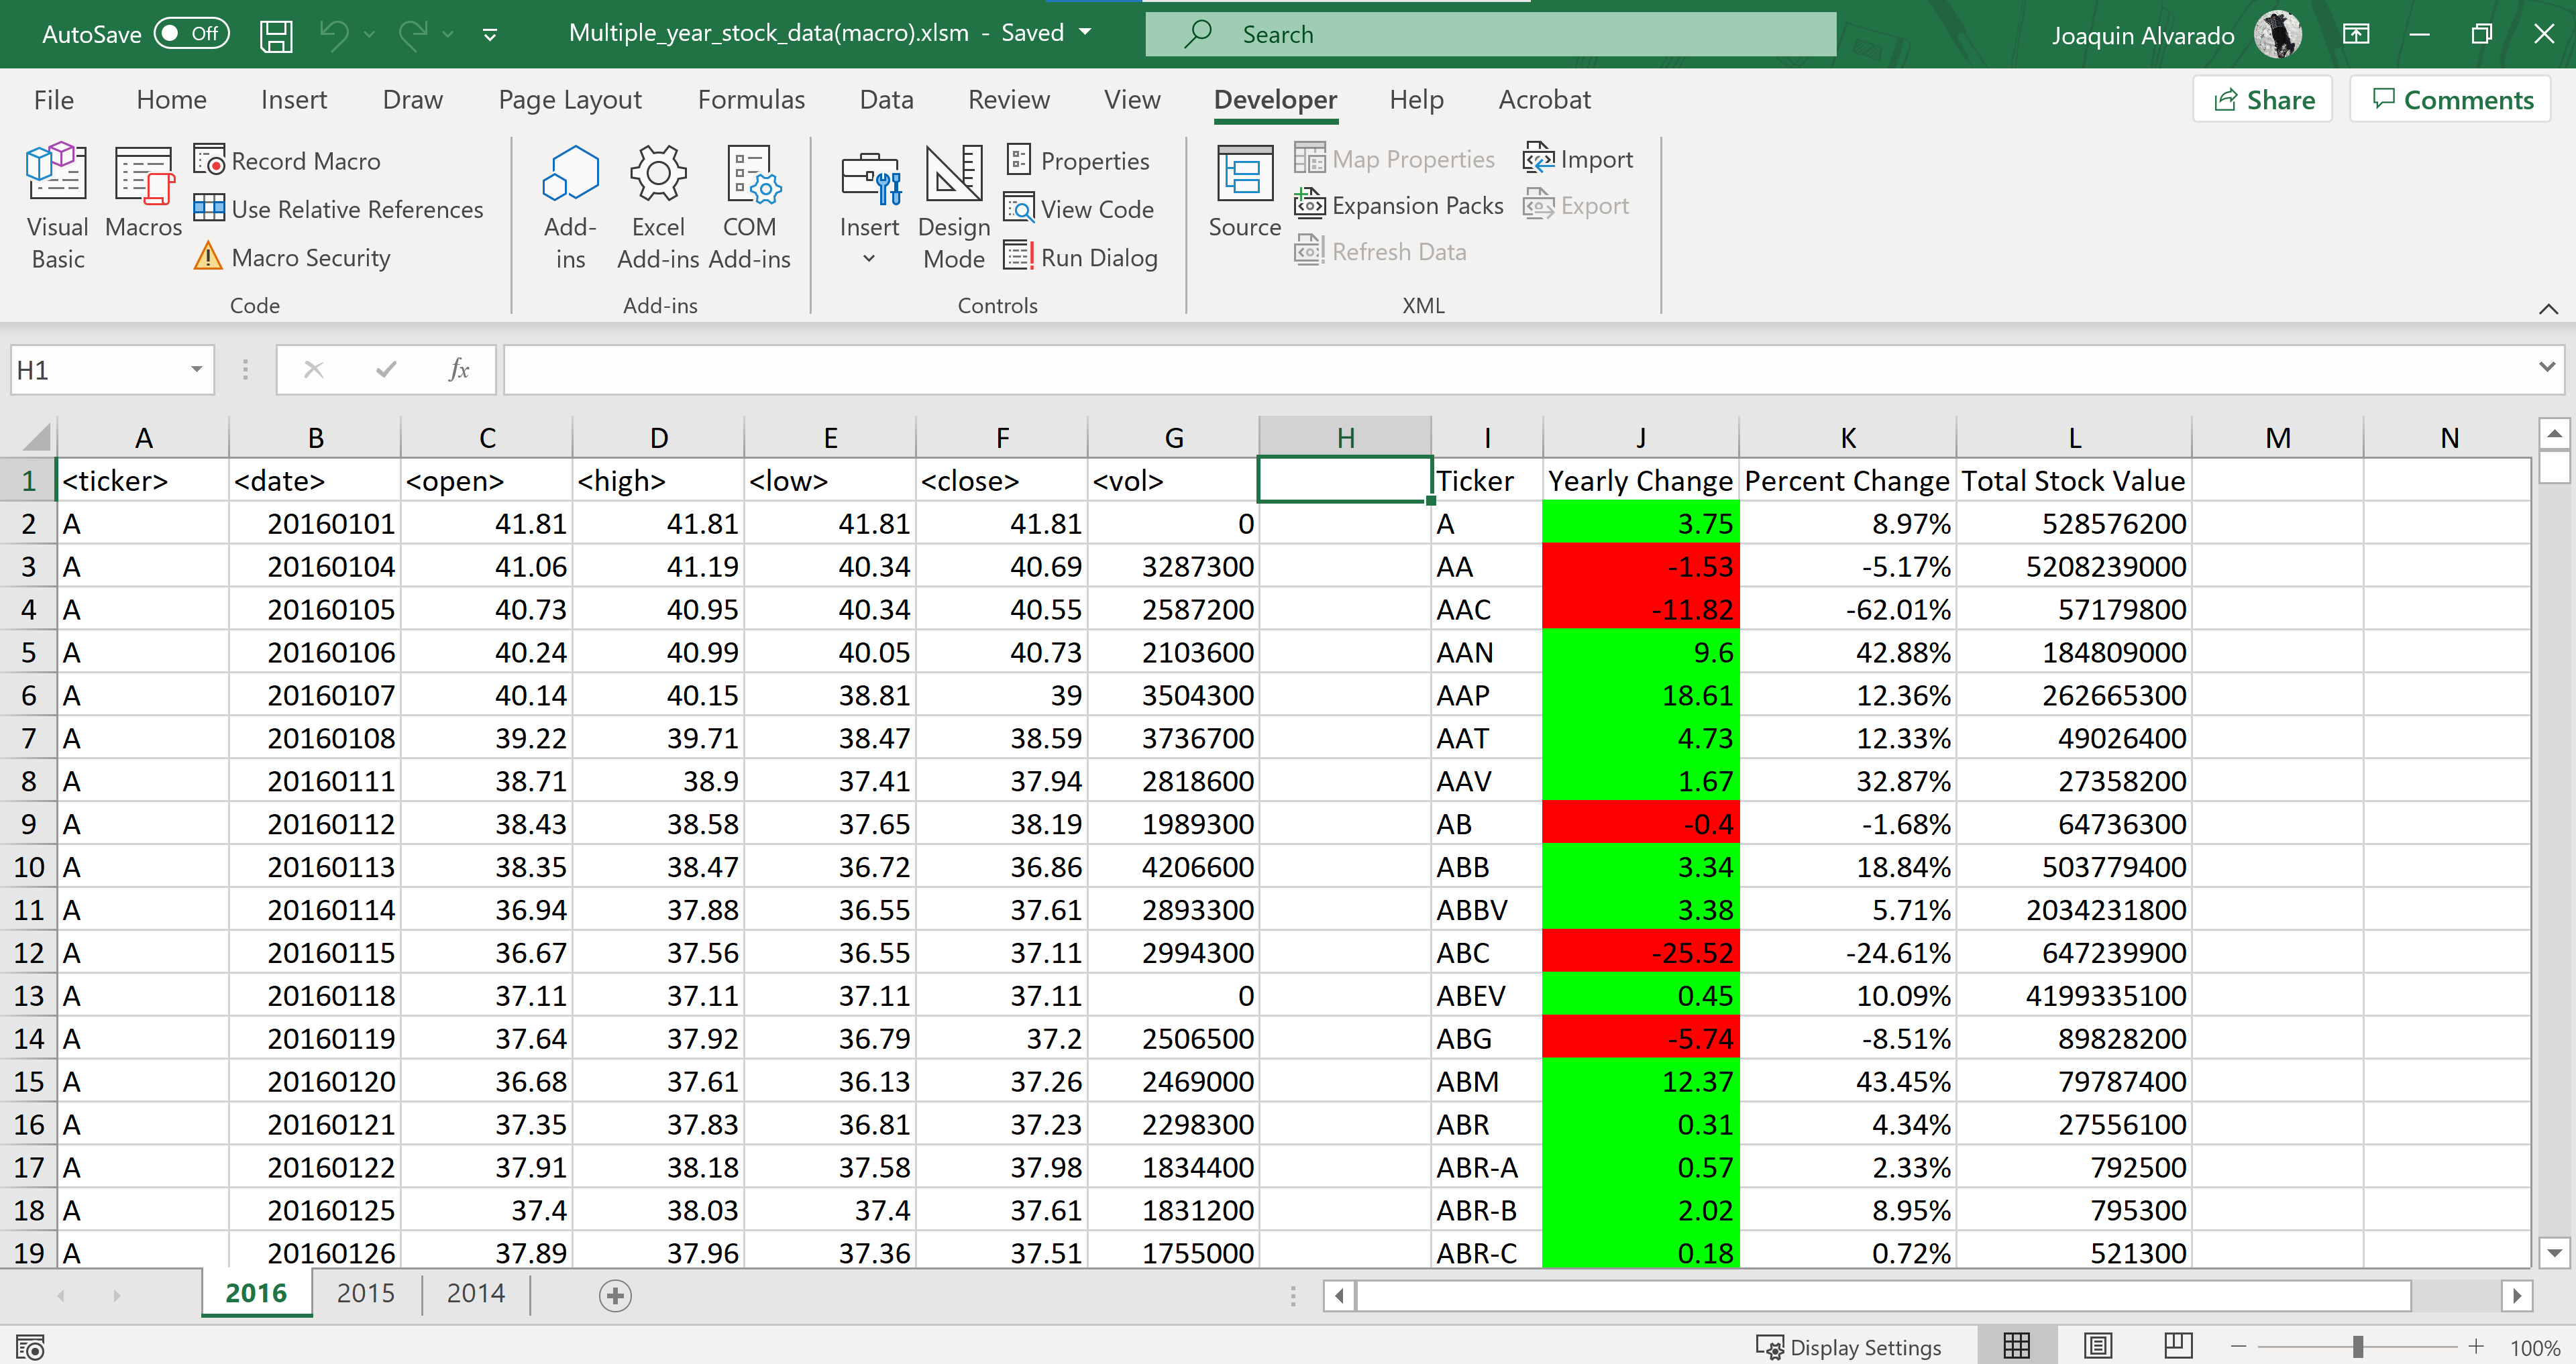 AutoSave Off Multiple_year_stock_data(macro).xlsm - Saved Search Joaquin Alvarado
File Home Insert Draw Page Layout Formulas Data Review View Developer Help Acrobat Share Comments
Visual Basic
Macros
Record Macro
Use Relative References
Macro Security
Code
Add-ins
Excel Add-ins
COM Add-ins
Add-ins
Insert
Design Mode
Properties
View Code
Run Dialog
Controls
Source
Map Properties
Expansion Packs
Refresh Data
Import
Export
XML
H1 fx
A B C D E F G H I J K L M N
1 <ticker> <date> <open> <high> <low> <close> <vol> Ticker Yearly Change Percent Change Total Stock Value
2 A 20160101 41.81 41.81 41.81 41.81 0 A 3.75 8.97% 528576200
3 A 20160104 41.06 41.19 40.34 40.69 3287300 AA -1.53 -5.17% 5208239000
4 A 20160105 40.73 40.95 40.34 40.55 2587200 AAC -11.82 -62.01% 57179800
5 A 20160106 40.24 40.99 40.05 40.73 2103600 AAN 9.6 42.88% 184809000
6 A 20160107 40.14 40.15 38.81 39 3504300 AAP 18.61 12.36% 262665300
7 A 20160108 39.22 39.71 38.47 38.59 3736700 AAT 4.73 12.33% 49026400
8 A 20160111 38.71 38.9 37.41 37.94 2818600 AAV 1.67 32.87% 27358200
9 A 20160112 38.43 38.58 37.65 38.19 1989300 AB -0.4 -1.68% 64736300
10 A 20160113 38.35 38.47 36.72 36.86 4206600 ABB 3.34 18.84% 503779400
11 A 20160114 36.94 37.88 36.55 37.61 2893300 ABBV 3.38 5.71% 2034231800
12 A 20160115 36.67 37.56 36.55 37.11 2994300 ABC -25.52 -24.61% 647239900
13 A 20160118 37.11 37.11 37.11 37.11 0 ABEV 0.45 10.09% 4199335100
14 A 20160119 37.64 37.92 36.79 37.2 2506500 ABG -5.74 -8.51% 89828200
15 A 20160120 36.68 37.61 36.13 37.26 2469000 ABM 12.37 43.45% 79787400
16 A 20160121 37.35 37.83 36.81 37.23 2298300 ABR 0.31 4.34% 27556100
17 A 20160122 37.91 38.18 37.58 37.98 1834400 ABR-A 0.57 2.33% 792500
18 A 20160125 37.4 38.03 37.4 37.61 1831200 ABR-B 2.02 8.95% 795300
19 A 20160126 37.89 37.96 37.36 37.51 1755000 ABR-C 0.18 0.72% 521300
2016 2015 2014
Display Settings 100%